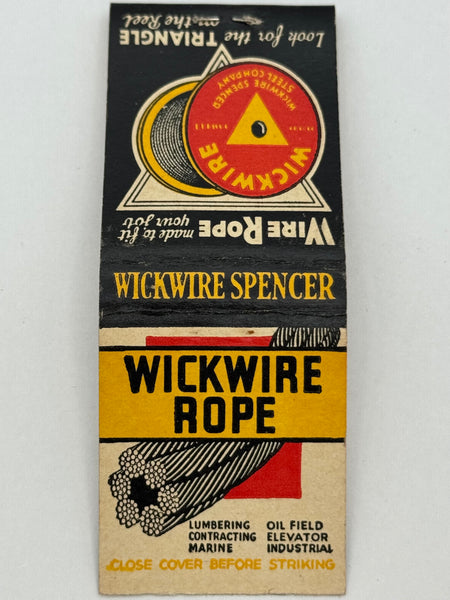 Look for the TRIANGLE
on the Reel
WICKWIRE SPENCER
STEEL COMPANY
WICKWIRE
WIRE ROPE
made to fit
your job
WICKWIRE SPENCER
WICKWIRE
ROPE
LUMBERING OIL FIELD
CONTRACTING ELEVATOR
MARINE INDUSTRIAL
CLOSE COVER BEFORE STRIKING